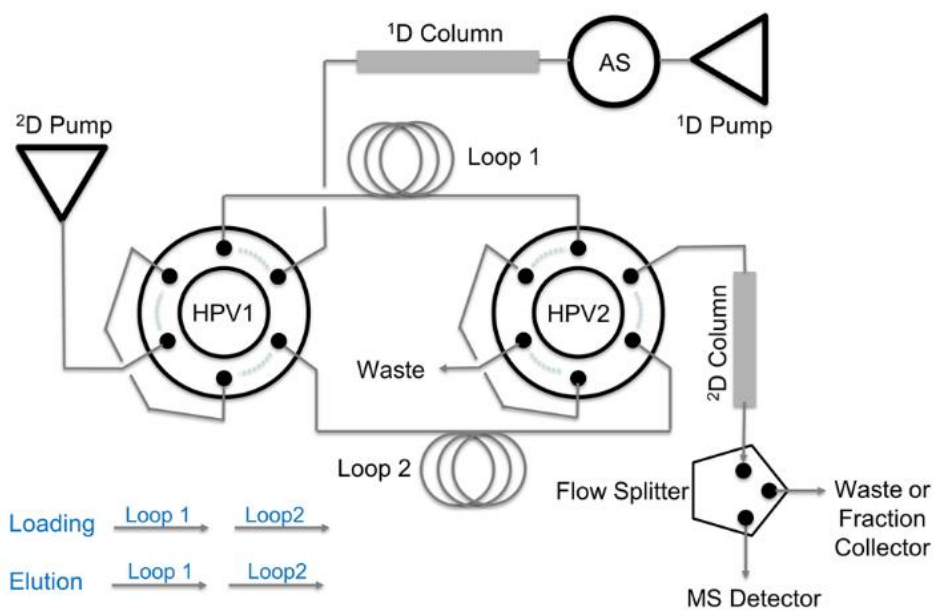 ¹D Column
AS
¹D Pump
²D Pump
Loop 1
HPV1
HPV2
Waste
²D Column
Loop 2
Flow Splitter
Waste or
Fraction
Collector
MS Detector
Loading Loop 1 Loop2
Elution Loop 1 Loop2